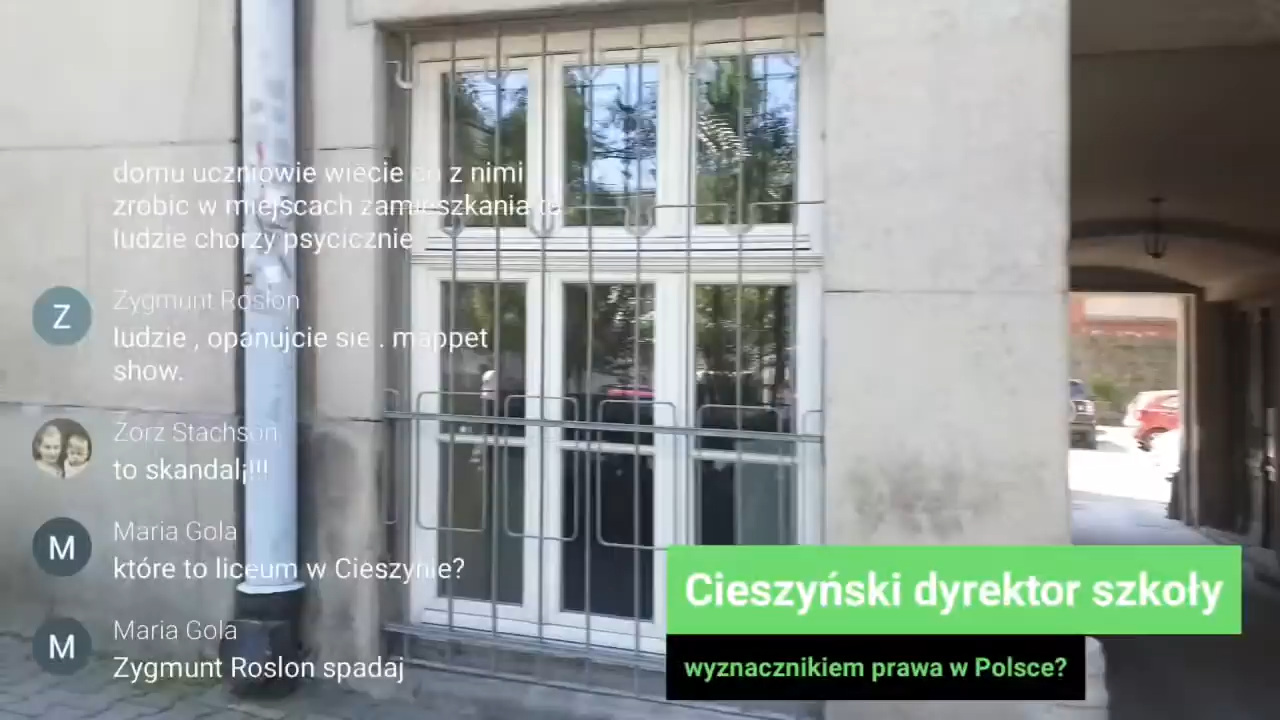 domu uczniowie wiecie co z nimi
zrobic w miejscach zamieszkania to
ludzie chorzy psycicznie
Z
Zygmunt Roslon
ludzie , opanujcie sie . mappet
show.
Zorz Stachson
to skandal¡!!!
M
Maria Gola
które to liceum w Cieszynie?
M
Maria Gola
Zygmunt Roslon spadaj
Cieszyński dyrektor szkoły
wyznacznikiem prawa w Polsce?